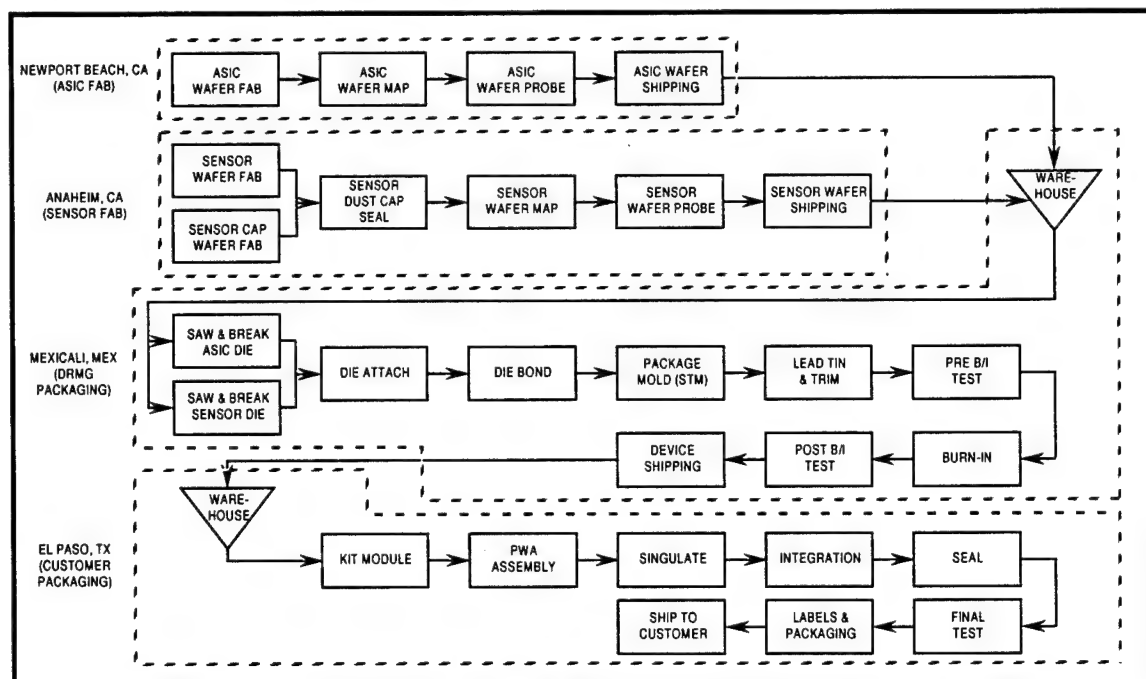 NEWPORT BEACH, CA
(ASIC FAB)
ASIC
WAFER FAB
ASIC
WAFER MAP
ASIC
WAFER PROBE
ASIC WAFER
SHIPPING
ANAHEIM, CA
(SENSOR FAB)
SENSOR
WAFER FAB
SENSOR CAP
WAFER FAB
SENSOR
DUST CAP
SEAL
SENSOR
WAFER MAP
SENSOR
WAFER PROBE
SENSOR WAFER
SHIPPING
WARE-
HOUSE
MEXICALI, MEX
(DRMG
PACKAGING)
SAW & BREAK
ASIC DIE
SAW & BREAK
SENSOR DIE
DIE ATTACH
DIE BOND
PACKAGE
MOLD (STM)
LEAD TIN
& TRIM
PRE B/I
TEST
BURN-IN
POST B/I
TEST
DEVICE
SHIPPING
EL PASO, TX
(CUSTOMER
PACKAGING)
WARE-
HOUSE
KIT MODULE
PWA
ASSEMBLY
SINGULATE
INTEGRATION
SEAL
FINAL
TEST
LABELS &
PACKAGING
SHIP TO
CUSTOMER